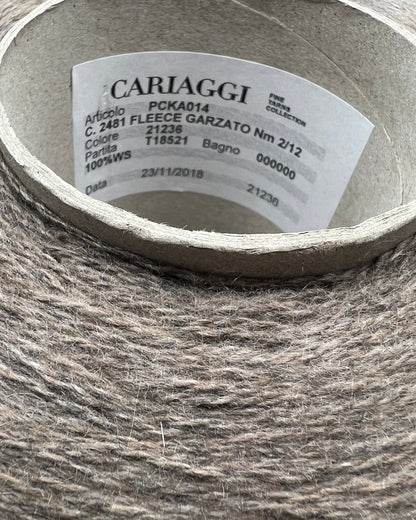 CARIAGGI FINE YARNS COLLECTION
Articolo PCKA014
C. 2481 FLEECE GARZATO Nm 2/12
Colore 21236
Partita T18521 Bagno 000000
100%WS
Data 23/11/2018 21236